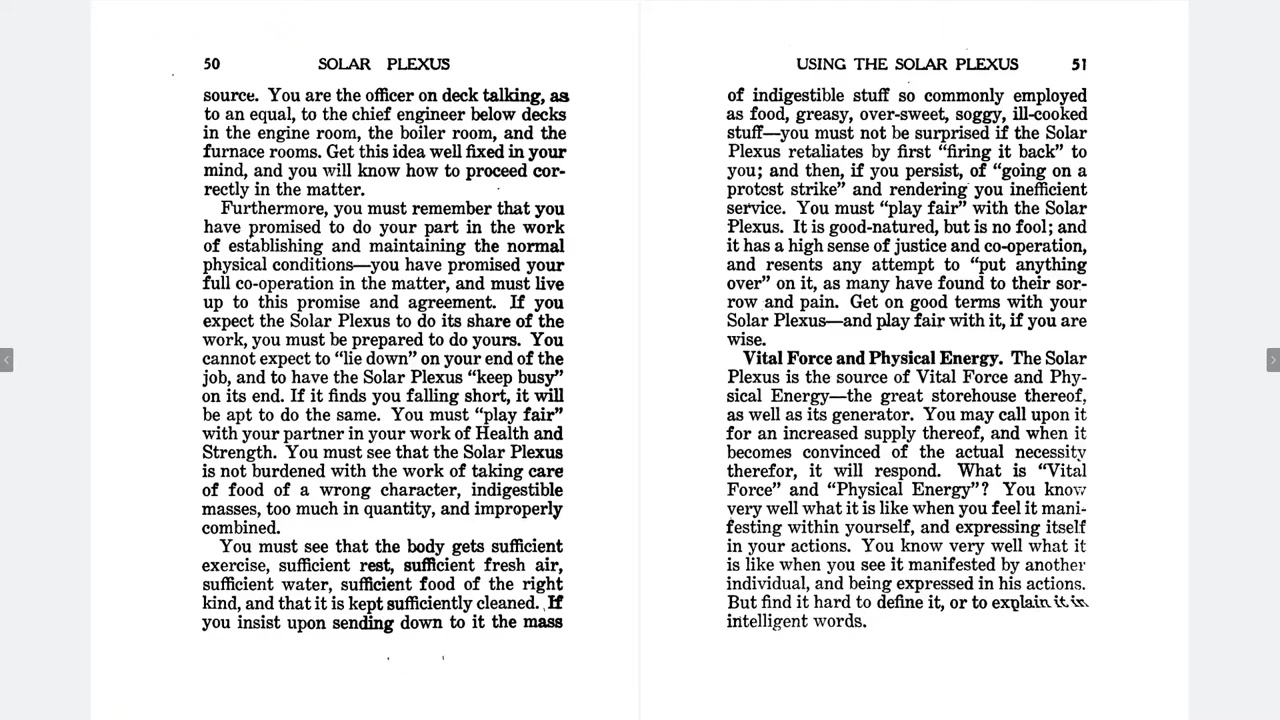 50 SOLAR PLEXUS
source. You are the officer on deck talking, as
to an equal, to the chief engineer below decks
in the engine room, the boiler room, and the
furnace rooms. Get this idea well fixed in your
mind, and you will know how to proceed cor-
rectly in the matter.
Furthermore, you must remember that you
have promised to do your part in the work
of establishing and maintaining the normal
physical conditions—you have promised your
full co-operation in the matter, and must live
up to this promise and agreement. If you
expect the Solar Plexus to do its share of the
work, you must be prepared to do yours. You
cannot expect to "lie down" on your end of the
job, and to have the Solar Plexus "keep busy"
on its end. If it finds you falling short, it will
be apt to do the same. You must "play fair"
with your partner in your work of Health and
Strength. You must see that the Solar Plexus
is not burdened with the work of taking care
of food of a wrong character, indigestible
masses, too much in quantity, and improperly
combined.
You must see that the body gets sufficient
exercise, sufficient rest, sufficient fresh air,
sufficient water, sufficient food of the right
kind, and that it is kept sufficiently cleaned. If
you insist upon sending down to it the mass
USING THE SOLAR PLEXUS 51
of indigestible stuff so commonly employed
as food, greasy, over-sweet, soggy, ill-cooked
stuff—you must not be surprised if the Solar
Plexus retaliates by first "firing it back" to
you; and then, if you persist, of "going on a
protest strike" and rendering you inefficient
service. You must "play fair" with the Solar
Plexus. It is good-natured, but is no fool; and
it has a high sense of justice and co-operation,
and resents any attempt to "put anything
over" on it, as many have found to their sor-
row and pain. Get on good terms with your
Solar Plexus—and play fair with it, if you are
wise.
Vital Force and Physical Energy. The Solar
Plexus is the source of Vital Force and Phy-
sical Energy—the great storehouse thereof,
as well as its generator. You may call upon it
for an increased supply thereof, and when it
becomes convinced of the actual necessity
therefor, it will respond. What is "Vital
Force" and "Physical Energy"? You know
very well what it is like when you feel it mani-
festing within yourself, and expressing itself
in your actions. You know very well what it
is like when you see it manifested by another
individual, and being expressed in his actions.
But find it hard to define it, or to explain it in
intelligent words.